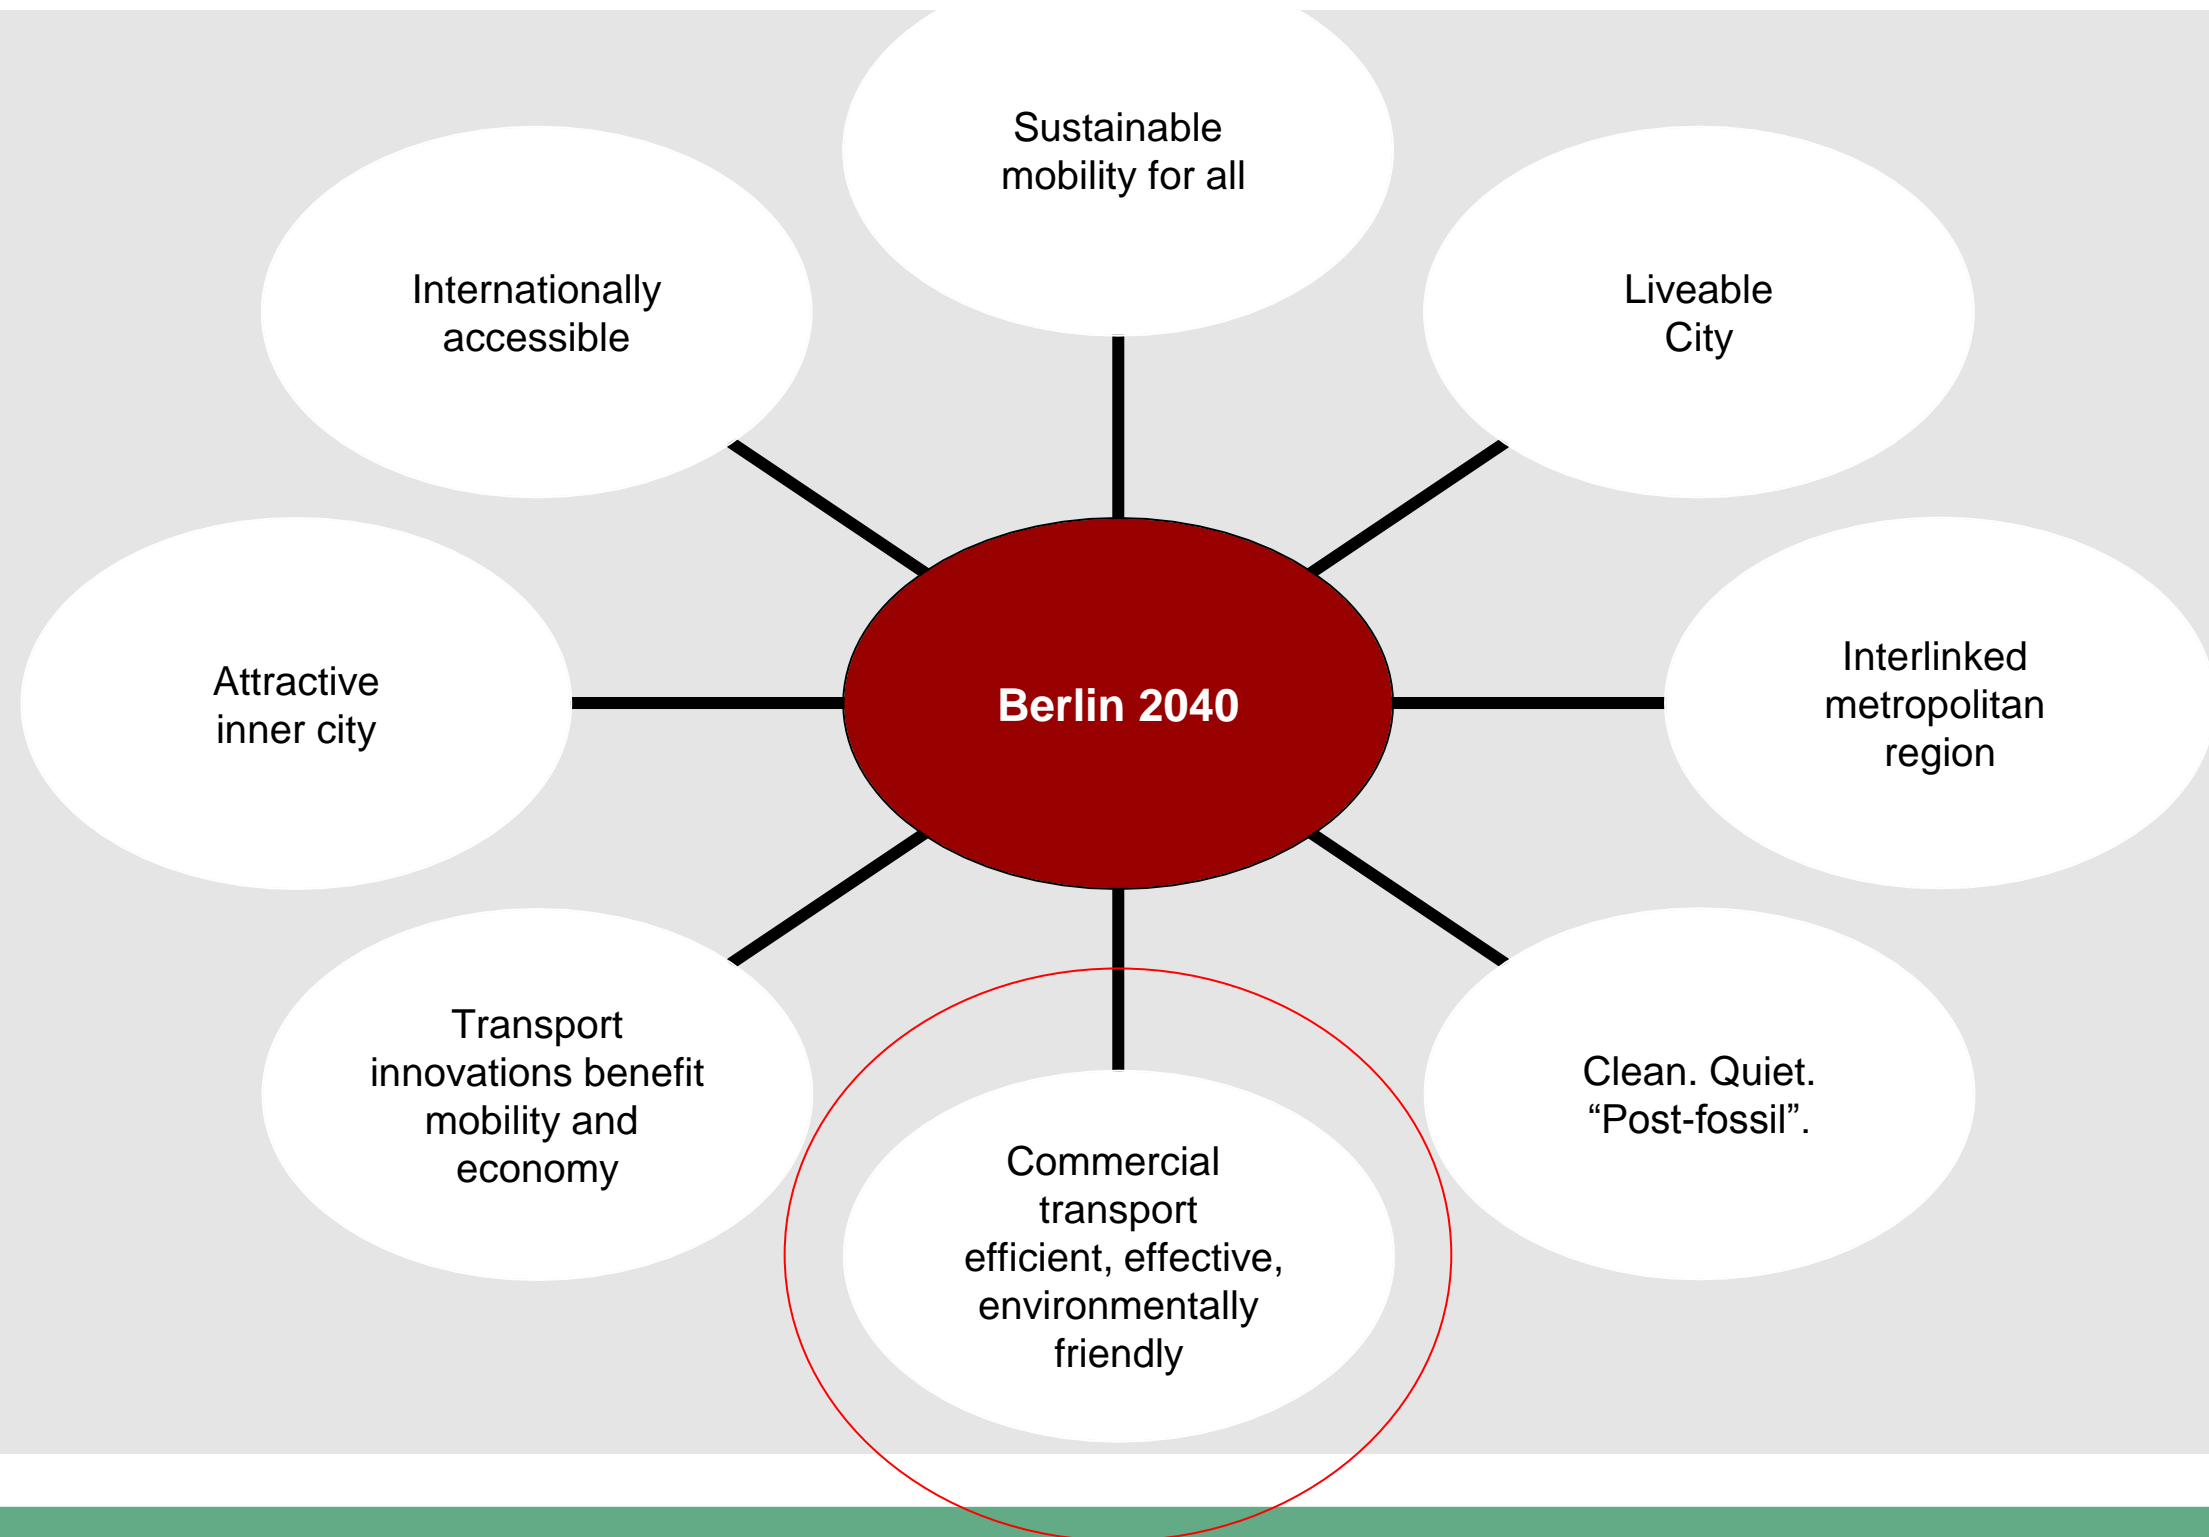 Sustainable
mobility for all
Internationally
accessible
Liveable
City
Attractive
inner city
Berlin 2040
Interlinked
metropolitan
region
Transport
innovations benefit
mobility and
economy
Clean. Quiet.
“Post-fossil”.
Commercial
transport
efficient, effective,
environmentally
friendly